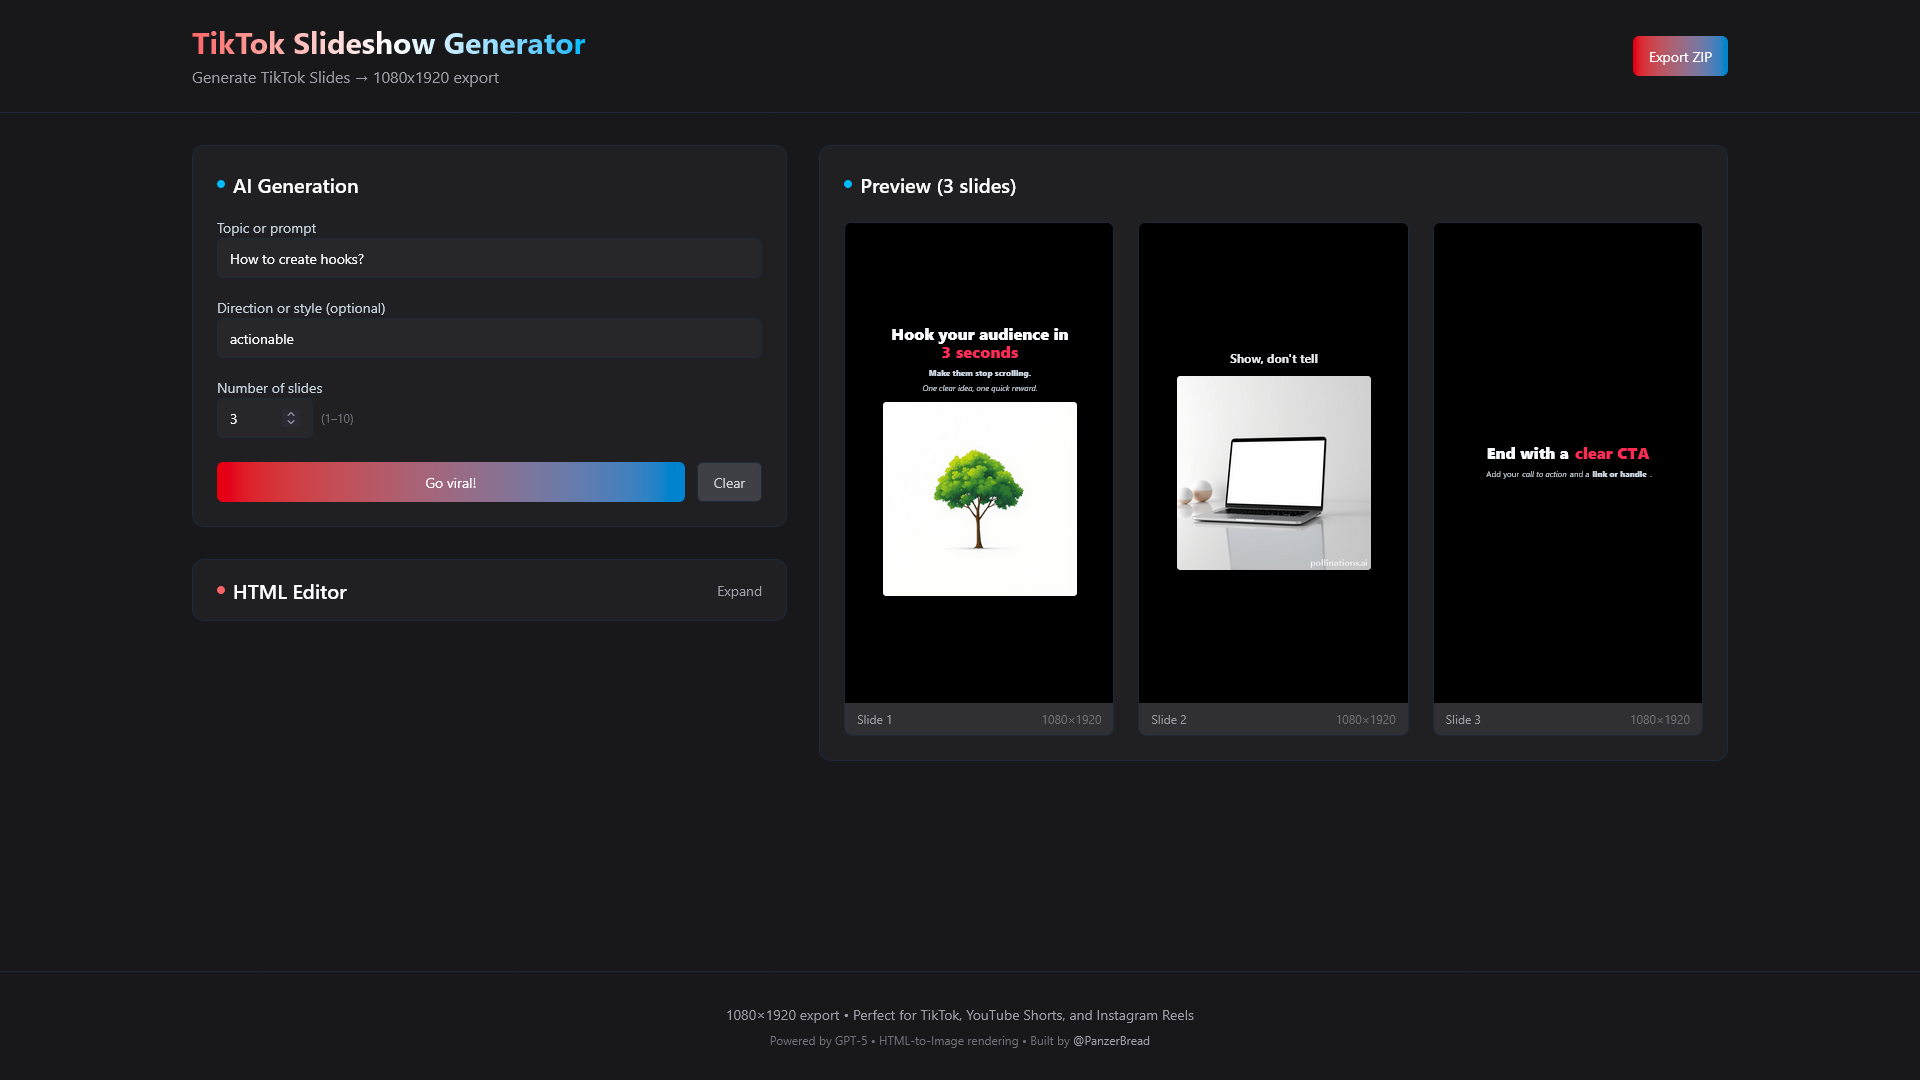 TikTok Slideshow Generator
Generate TikTok Slides → 1080x1920 export
Export ZIP
AI Generation
Topic or prompt
How to create hooks?
Direction or style (optional)
actionable
Number of slides
3
(1–10)
Go viral!
Clear
HTML Editor
Expand
Preview (3 slides)
Hook your audience in
3 seconds
Make them stop scrolling.
One clear idea, one quick reward.
Slide 1
1080×1920
Show, don't tell
pollinations.ai
Slide 2
1080×1920
End with a clear CTA
Add your call to action and a link or handle .
Slide 3
1080×1920
1080×1920 export • Perfect for TikTok, YouTube Shorts, and Instagram Reels
Powered by GPT-5 • HTML-to-Image rendering • Built by @PanzerBread